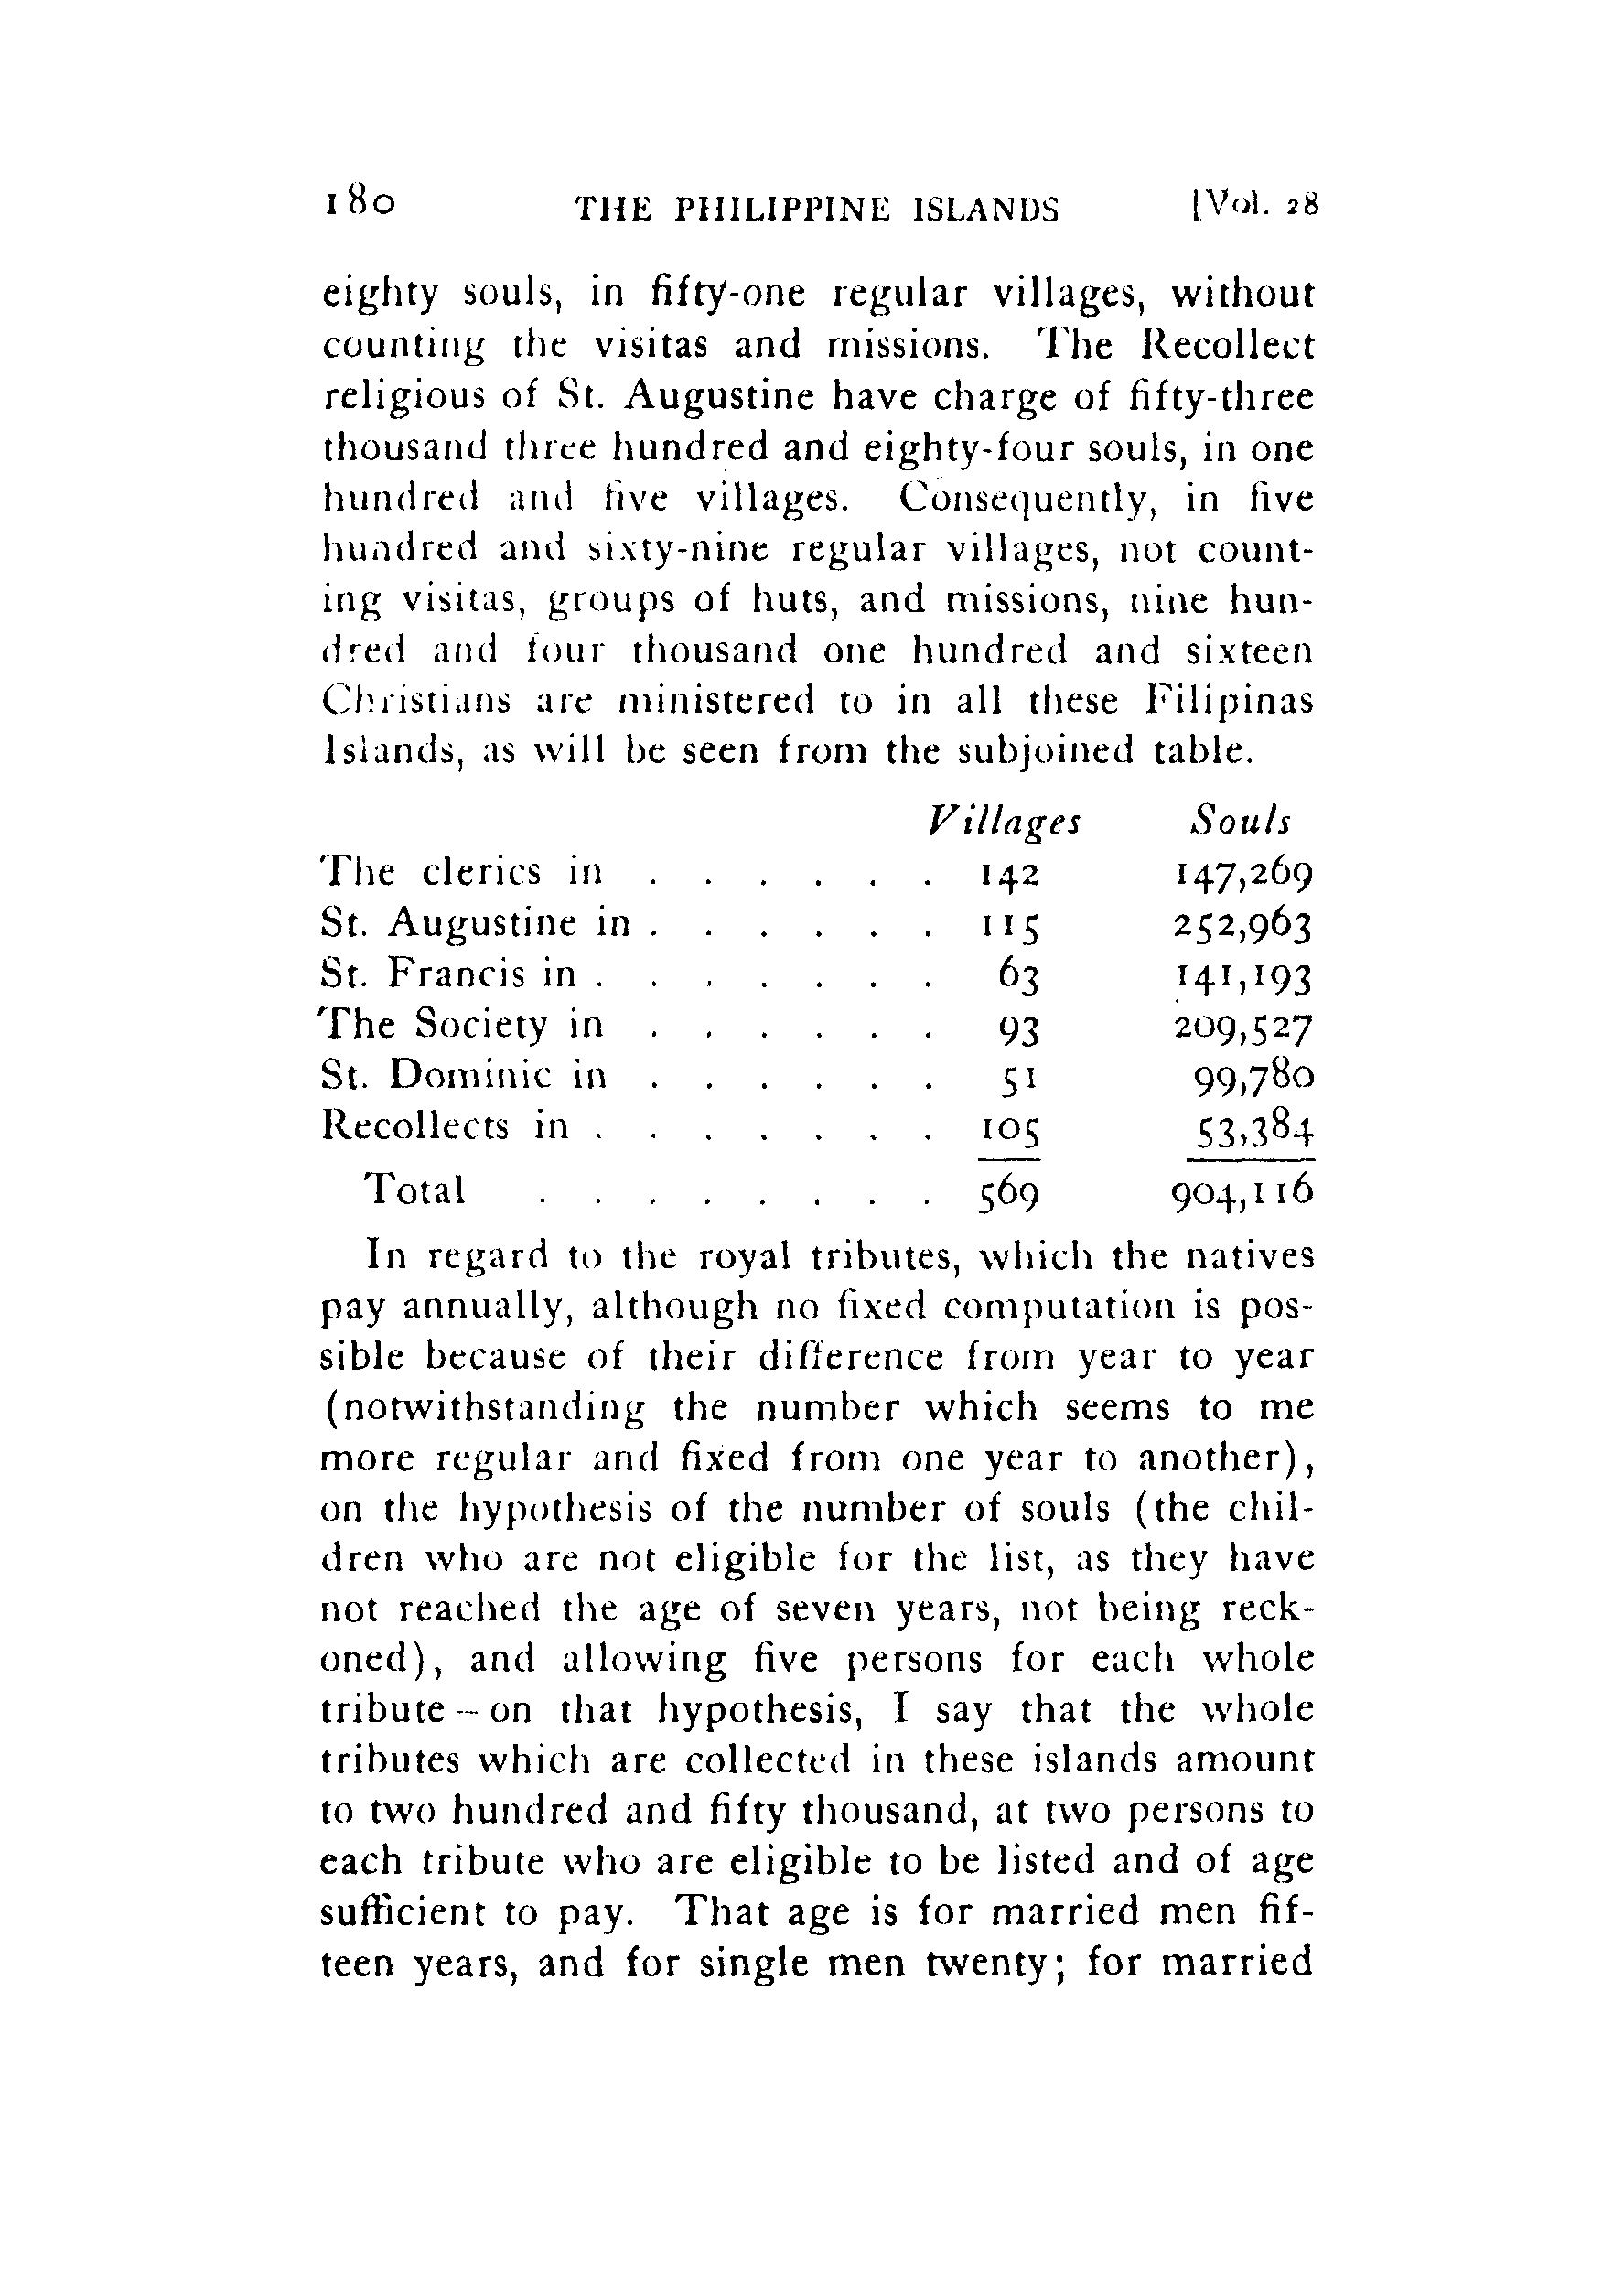 180 THE PHILIPPINE ISLANDS [Vol. 28
eighty souls, in fifty-one regular villages, without
counting the visitas and missions. The Recollect
religious of St. Augustine have charge of fifty-three
thousand three hundred and eighty-four souls, in one
hundred and five villages. Consequently, in five
hundred and sixty-nine regular villages, not count-
ing visitas, groups of huts, and missions, nine hun-
dred and four thousand one hundred and sixteen
Christians are ministered to in all these Filipinas
Islands, as will be seen from the subjoined table.
Villages Souls
The clerics in . . . . . . 142 147,269
St. Augustine in . . . . . . 115 252,963
St. Francis in . . . . . . . 63 141,193
The Society in . . . . . . 93 209,527
St. Dominic in . . . . . . 51 99,780
Recollects in . . . . . . . 105 53,384
Total . . . . . . . . 569 904,116
In regard to the royal tributes, which the natives
pay annually, although no fixed computation is pos-
sible because of their difference from year to year
(notwithstanding the number which seems to me
more regular and fixed from one year to another),
on the hypothesis of the number of souls (the chil-
dren who are not eligible for the list, as they have
not reached the age of seven years, not being reck-
oned), and allowing five persons for each whole
tribute – on that hypothesis, I say that the whole
tributes which are collected in these islands amount
to two hundred and fifty thousand, at two persons to
each tribute who are eligible to be listed and of age
sufficient to pay. That age is for married men fif-
teen years, and for single men twenty; for married